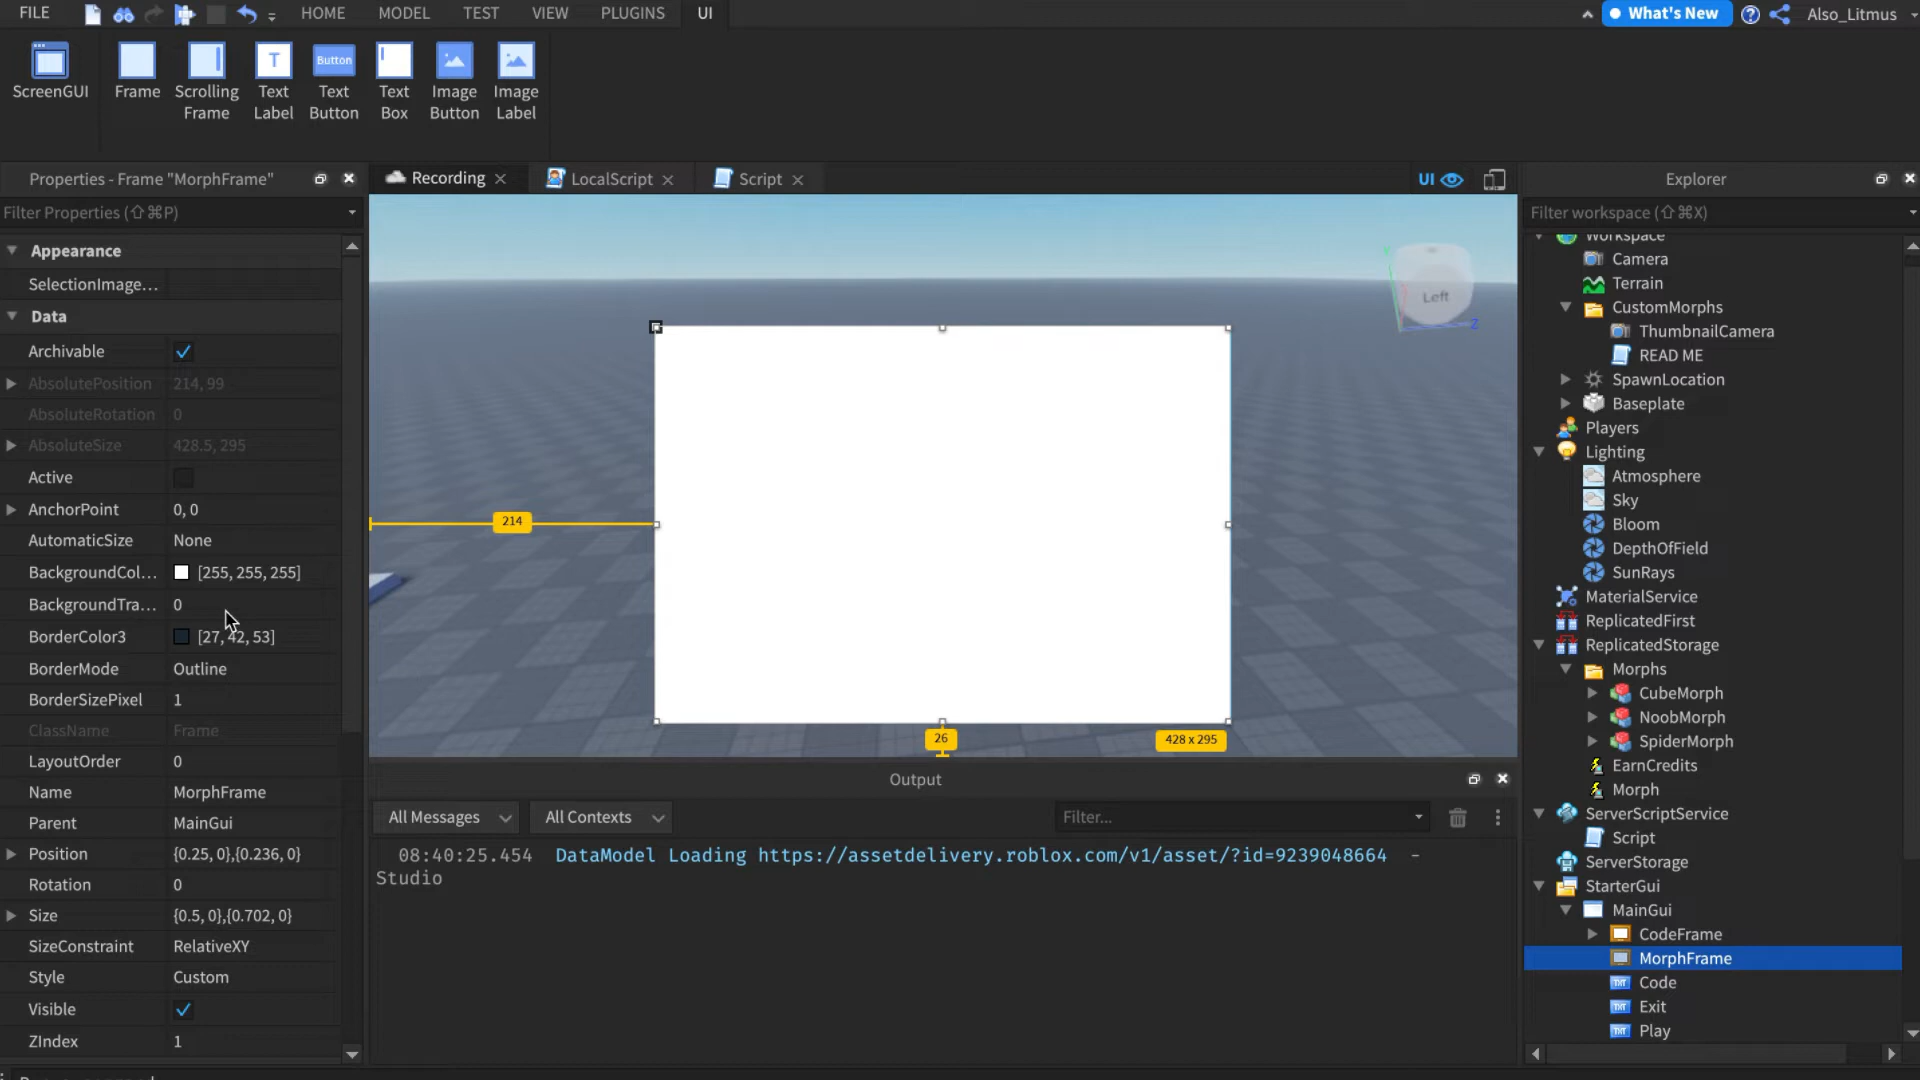 FILE HOME MODEL TEST VIEW PLUGINS UI What's New Also_Litmus
ScreenGUI Frame Scrolling Frame Text Label Text Button Button Text Box Image Button Image Label
Properties - Frame "MorphFrame"
Filter Properties (⇧⌘P)
Appearance
SelectionImage...
Data
Archivable
AbsolutePosition 214, 99
AbsoluteRotation 0
AbsoluteSize 428.5, 295
Active
AnchorPoint 0, 0
AutomaticSize None
BackgroundCol... [255, 255, 255]
BackgroundTra... 0
BorderColor3 [27, 42, 53]
BorderMode Outline
BorderSizePixel 1
ClassName Frame
LayoutOrder 0
Name MorphFrame
Parent MainGui
Position {0.25, 0},{0.236, 0}
Rotation 0
Size {0.5, 0},{0.702, 0}
SizeConstraint RelativeXY
Style Custom
Visible
ZIndex 1
Recording LocalScript Script UI
Left
Y
Z
214
26
428 x 295
Output
All Messages All Contexts Filter...
08:40:25.454 DataModel Loading https://assetdelivery.roblox.com/v1/asset/?id=9239048664 -
Studio
Explorer
Filter workspace (⇧⌘X)
Workspace
Camera
Terrain
CustomMorphs
ThumbnailCamera
READ ME
SpawnLocation
Baseplate
Players
Lighting
Atmosphere
Sky
Bloom
DepthOfField
SunRays
MaterialService
ReplicatedFirst
ReplicatedStorage
Morphs
CubeMorph
NoobMorph
SpiderMorph
EarnCredits
Morph
ServerScriptService
Script
ServerStorage
StarterGui
MainGui
CodeFrame
MorphFrame
Code
Exit
Play